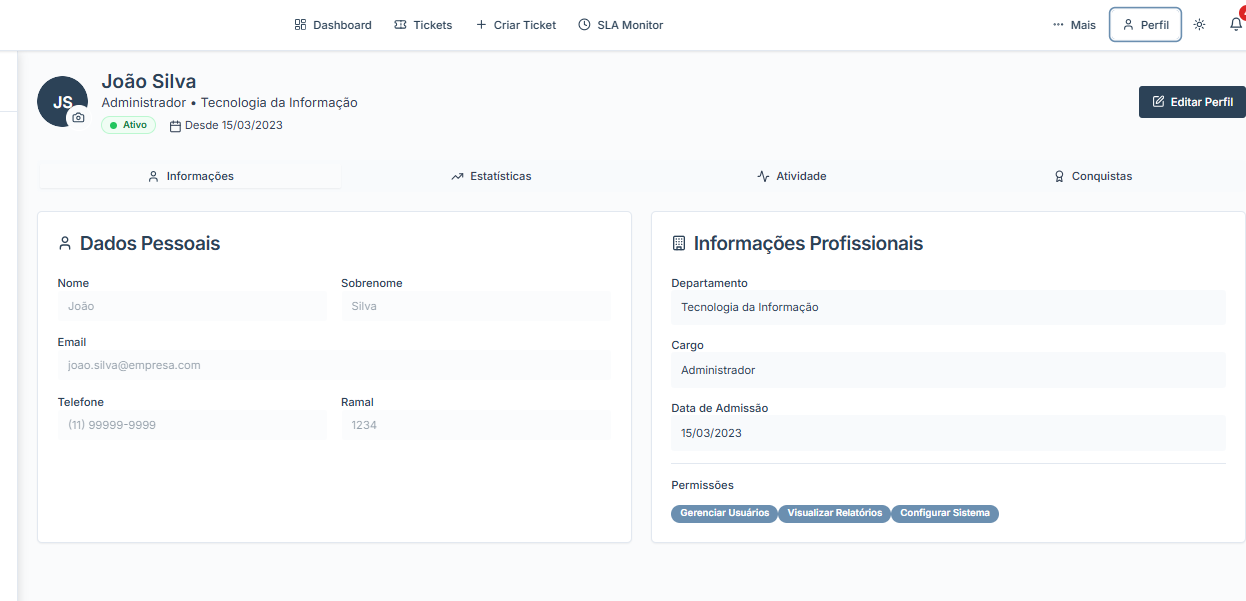 Dashboard Tickets Criar Ticket SLA Monitor Mais Perfil
João Silva
JS
Administrador • Tecnologia da Informação
Ativo Desde 15/03/2023
Editar Perfil
Informações Estatísticas Atividade Conquistas
Dados Pessoais
Nome Sobrenome
João Silva
Email
joao.silva@empresa.com
Telefone Ramal
(11) 99999-9999 1234
Informações Profissionais
Departamento
Tecnologia da Informação
Cargo
Administrador
Data de Admissão
15/03/2023
Permissões
Gerenciar Usuários Visualizar Relatórios Configurar Sistema